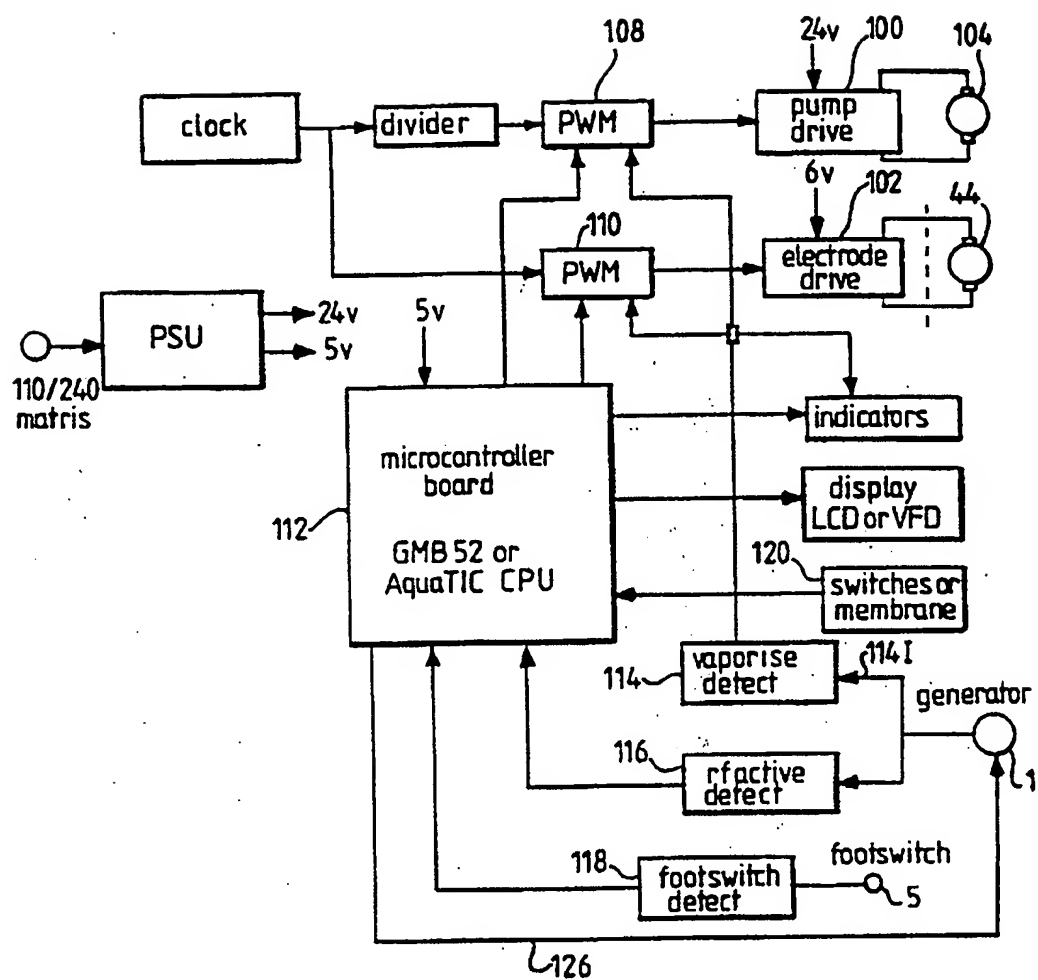 108
24v
100
104
clock
divider
PWM
pump
drive
6v
102
44
110
PWM
electrode
drive
PSU
24v
5v
5v
110/240
matris
indicators
microcontroller
board
display
LCD or VFD
112
GMB 52 or
AquaTIC CPU
120
switches or
membrane
114
vaporise
detect
114I
generator
116
rf active
detect
1
118
footswitch
detect
footswitch
5
126